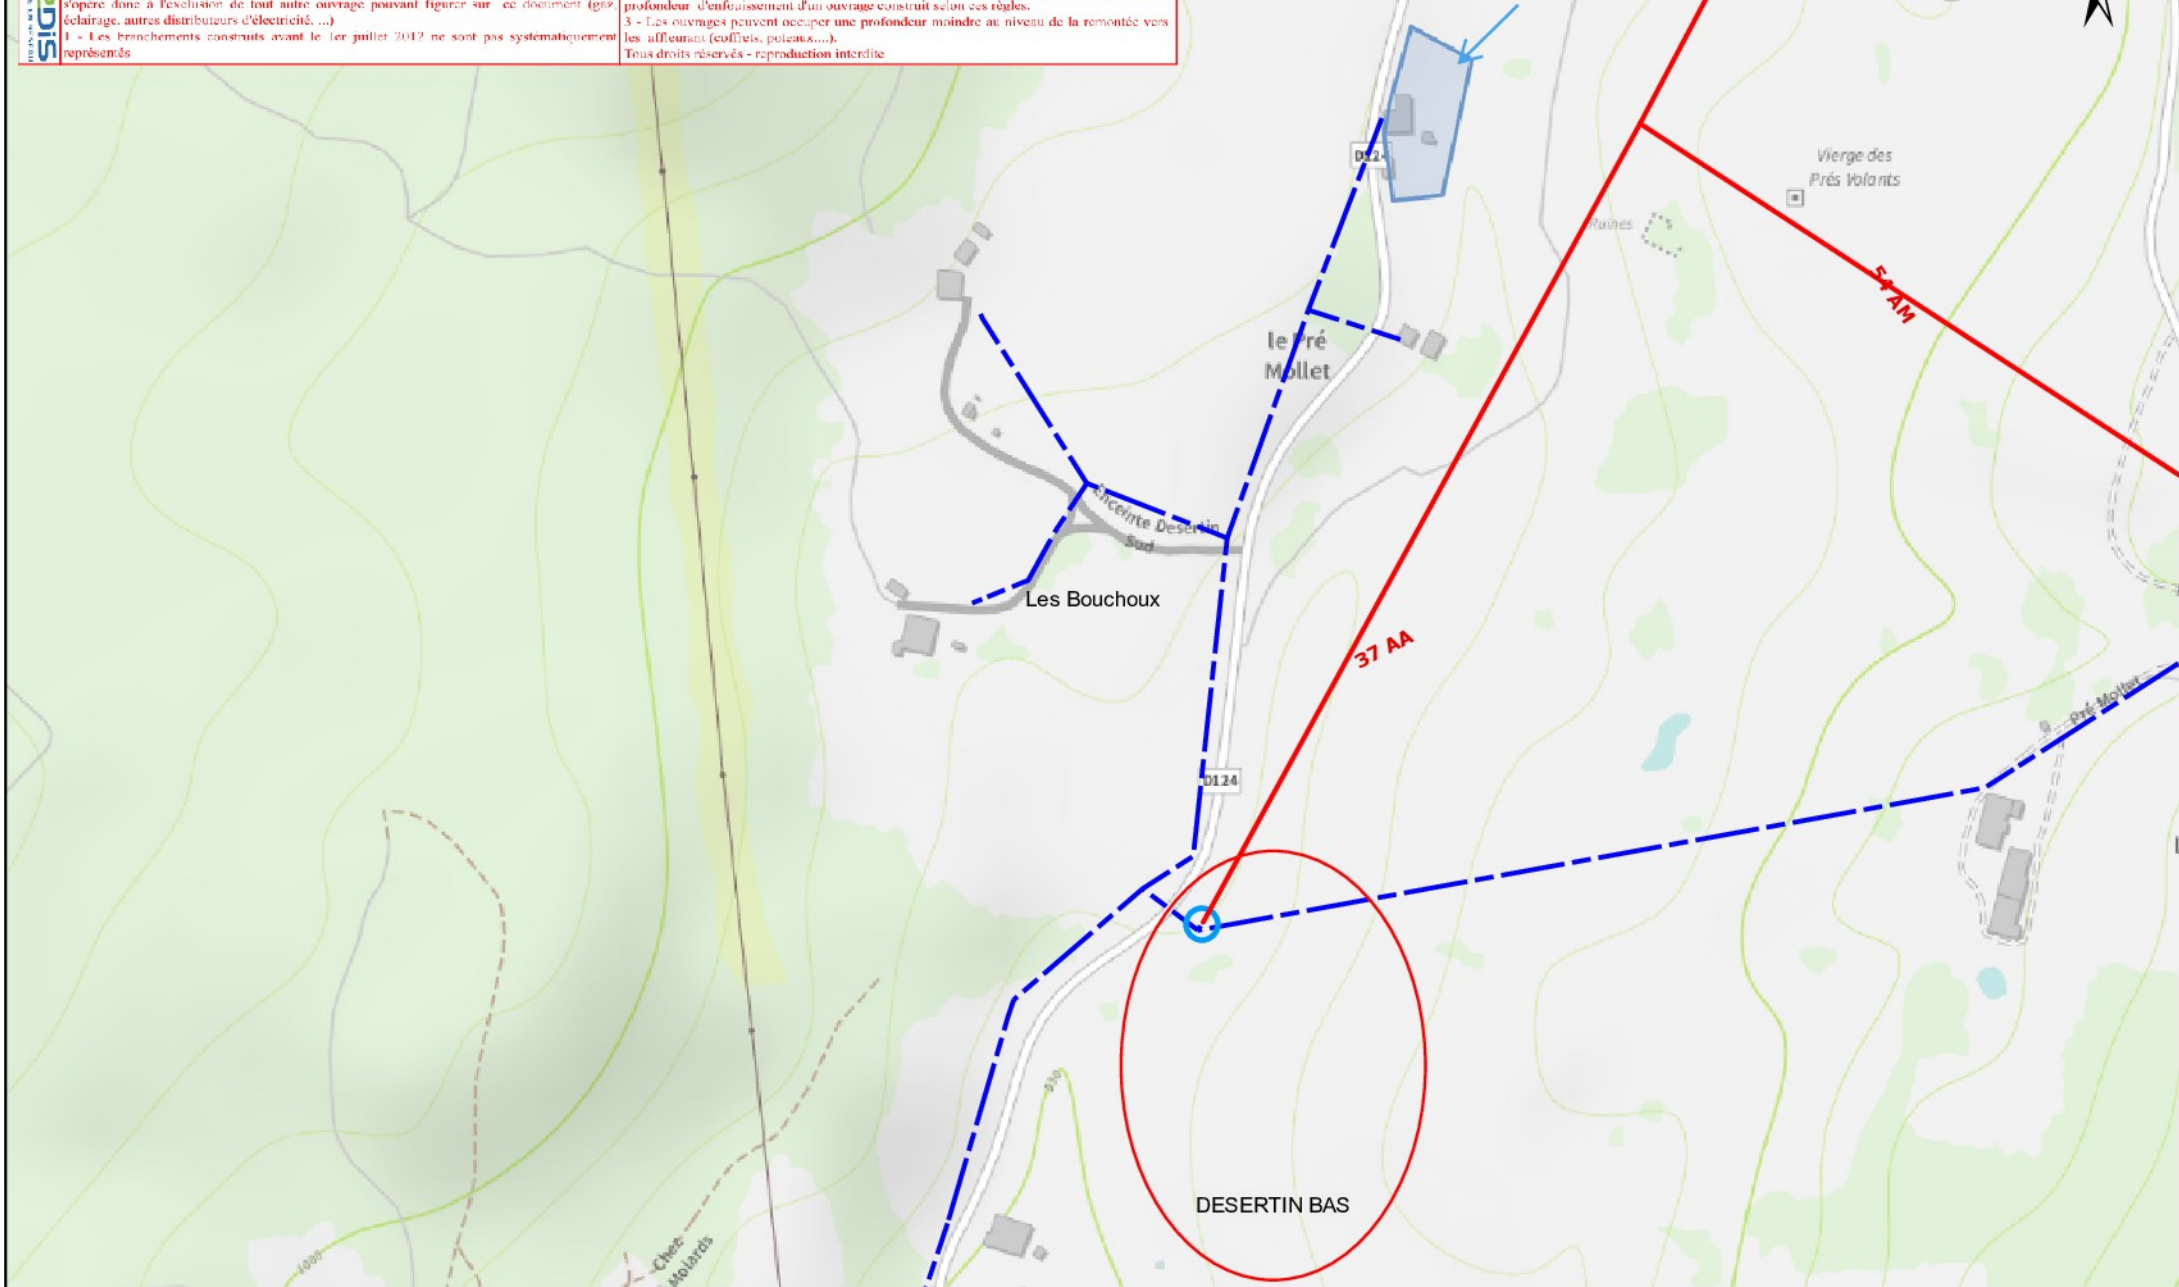 s'opère donc à l'exclusion de tout autre ouvrage pouvant figurer sur ce document (gaz,
éclairage, autres distributeurs d'électricité, ...)
1 - Les branchements construits avant le 1er juillet 2012 ne sont pas systématiquement
représentés
profondeur d'enfouissement d'un ouvrage construit selon ces règles.
3 - Les ouvrages peuvent occuper une profondeur moindre au niveau de la remontée vers
les affleurant (coffrets, poteaux....).
Tous droits réservés - reproduction interdite
D124
Vierge des
Prés Volants
Ruines
54 AM
le Pré
Mollet
Enceinte Desertin
Sud
Les Bouchoux
37 AA
Pré Mollet
D124
DESERTIN BAS
Chez
Moiards
1000